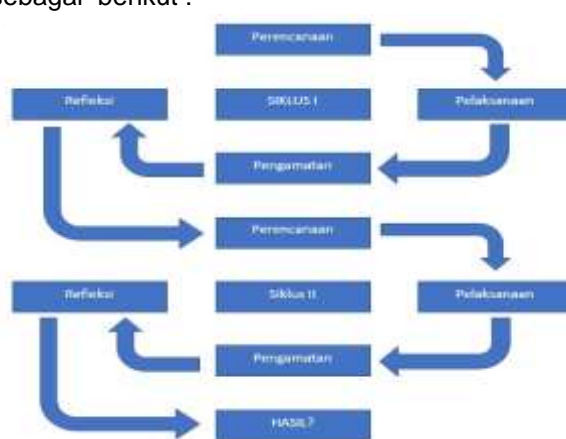 sebagai berikut :
Perencanaan
Refleksi
SIKLUS I
Pelaksanaan
Pengamatan
Perencanaan
Refleksi
Siklus II
Pelaksanaan
Pengamatan
HASIL?